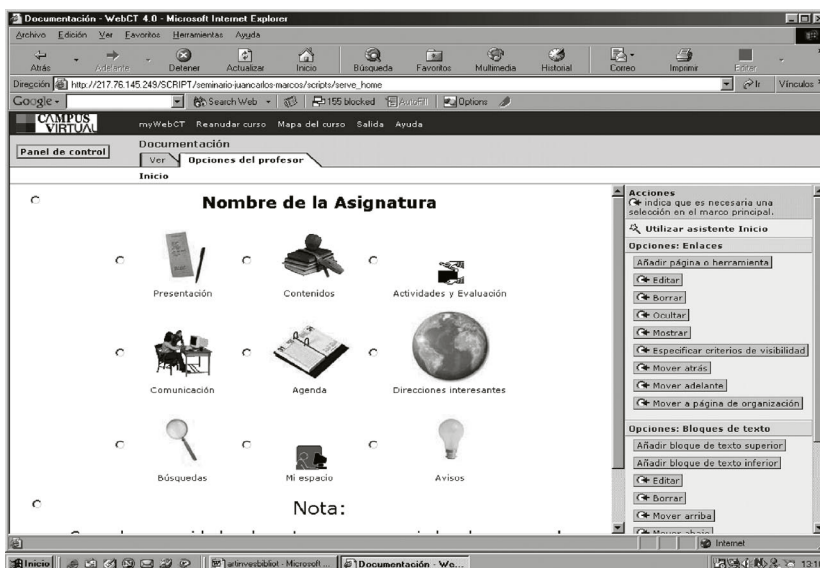 Documentación - WebCT 4.0 - Microsoft Internet Explorer
Archivo Edición Ver Favoritos Herramientas Ayuda
Atrás Adelante Detener Actualizar Inicio Búsqueda Favoritos Multimedia Historial Correo Imprimir Editar
Dirección http://217.76.145.249/SCRIPT/seminario-juancarlos-marcos/scripts/serve_home Ir Vínculos
Google Search Web 155 blocked AutoFill Options
CAMPUS VIRTUAL
myWebCT Reanudar curso Mapa del curso Salida Ayuda
Panel de control
Documentación
Ver Opciones del profesor
Inicio
Nombre de la Asignatura
Presentación Contenidos Actividades y Evaluación
Comunicación Agenda Direcciones interesantes
Búsquedas Mi espacio Avisos
Nota:
Acciones
indica que es necesaria una
selección en el marco principal.
Utilizar asistente Inicio
Opciones: Enlaces
Añadir página o herramienta
Editar
Borrar
Ocultar
Mostrar
Especificar criterios de visibilidad
Mover atrás
Mover adelante
Mover a página de organización
Opciones: Bloques de texto
Añadir bloque de texto superior
Añadir bloque de texto inferior
Editar
Borrar
Mover arriba
Mover abajo
Internet
Inicio artinvesbibliot - Microsoft ... Documentación - We... 13:10